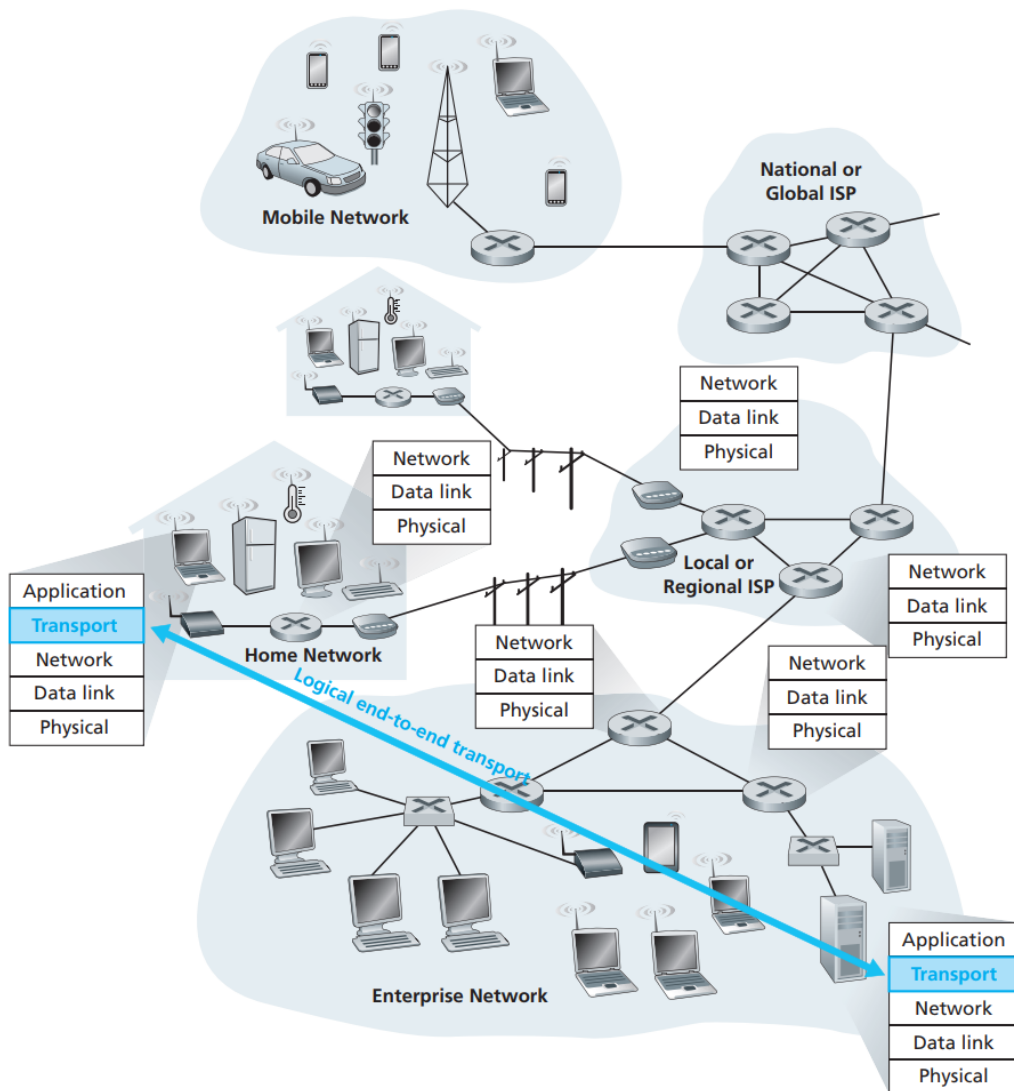 Mobile Network
National or
Global ISP
Network
Data link
Physical
Network
Data link
Physical
Local or
Regional ISP
Network
Data link
Physical
Application
Transport
Network
Data link
Physical
Home Network
Network
Data link
Physical
Network
Data link
Physical
Logical end-to-end transport
Enterprise Network
Application
Transport
Network
Data link
Physical